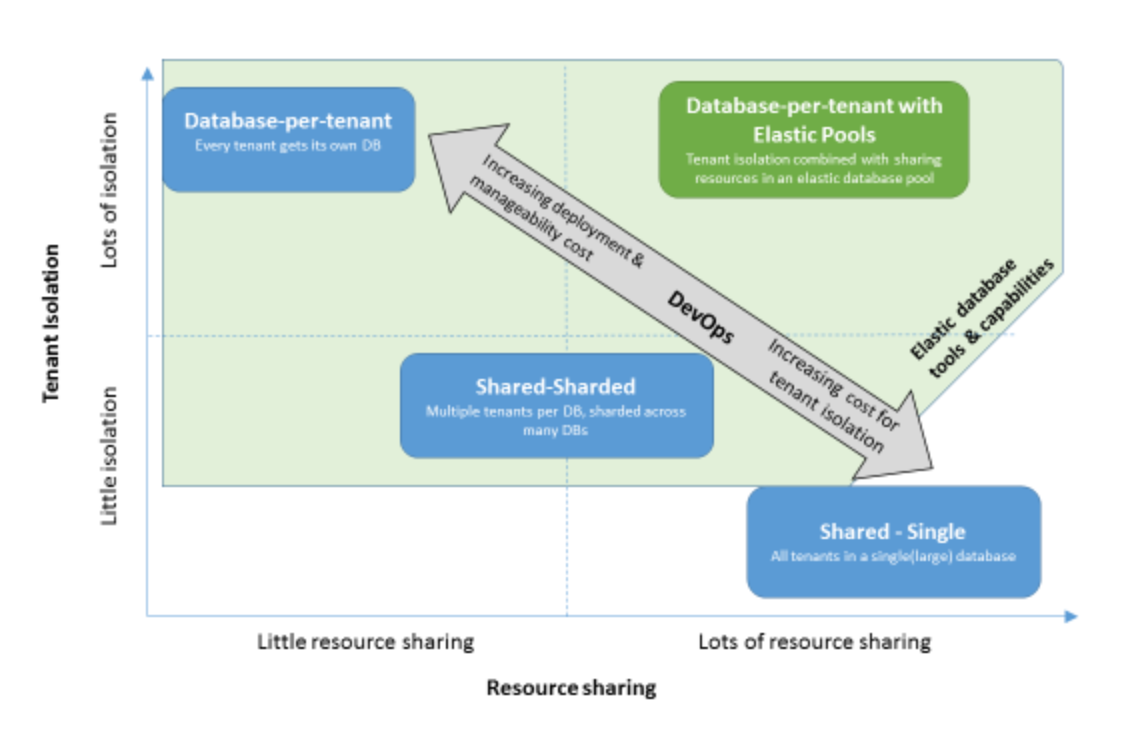 Database-per-tenant
Every tenant gets its own DB
Database-per-tenant with
Elastic Pools
Tenant isolation combined with sharing
resources in an elastic database pool
Increasing deployment &
manageability cost
DevOps
Increasing cost for
tenant isolation
Elastic database
tools & capabilities
Shared-Sharded
Multiple tenants per DB, sharded across
many DBs
Shared - Single
All tenants in a single(large) database
Tenant Isolation
Lots of isolation
Little isolation
Little resource sharing
Lots of resource sharing
Resource sharing